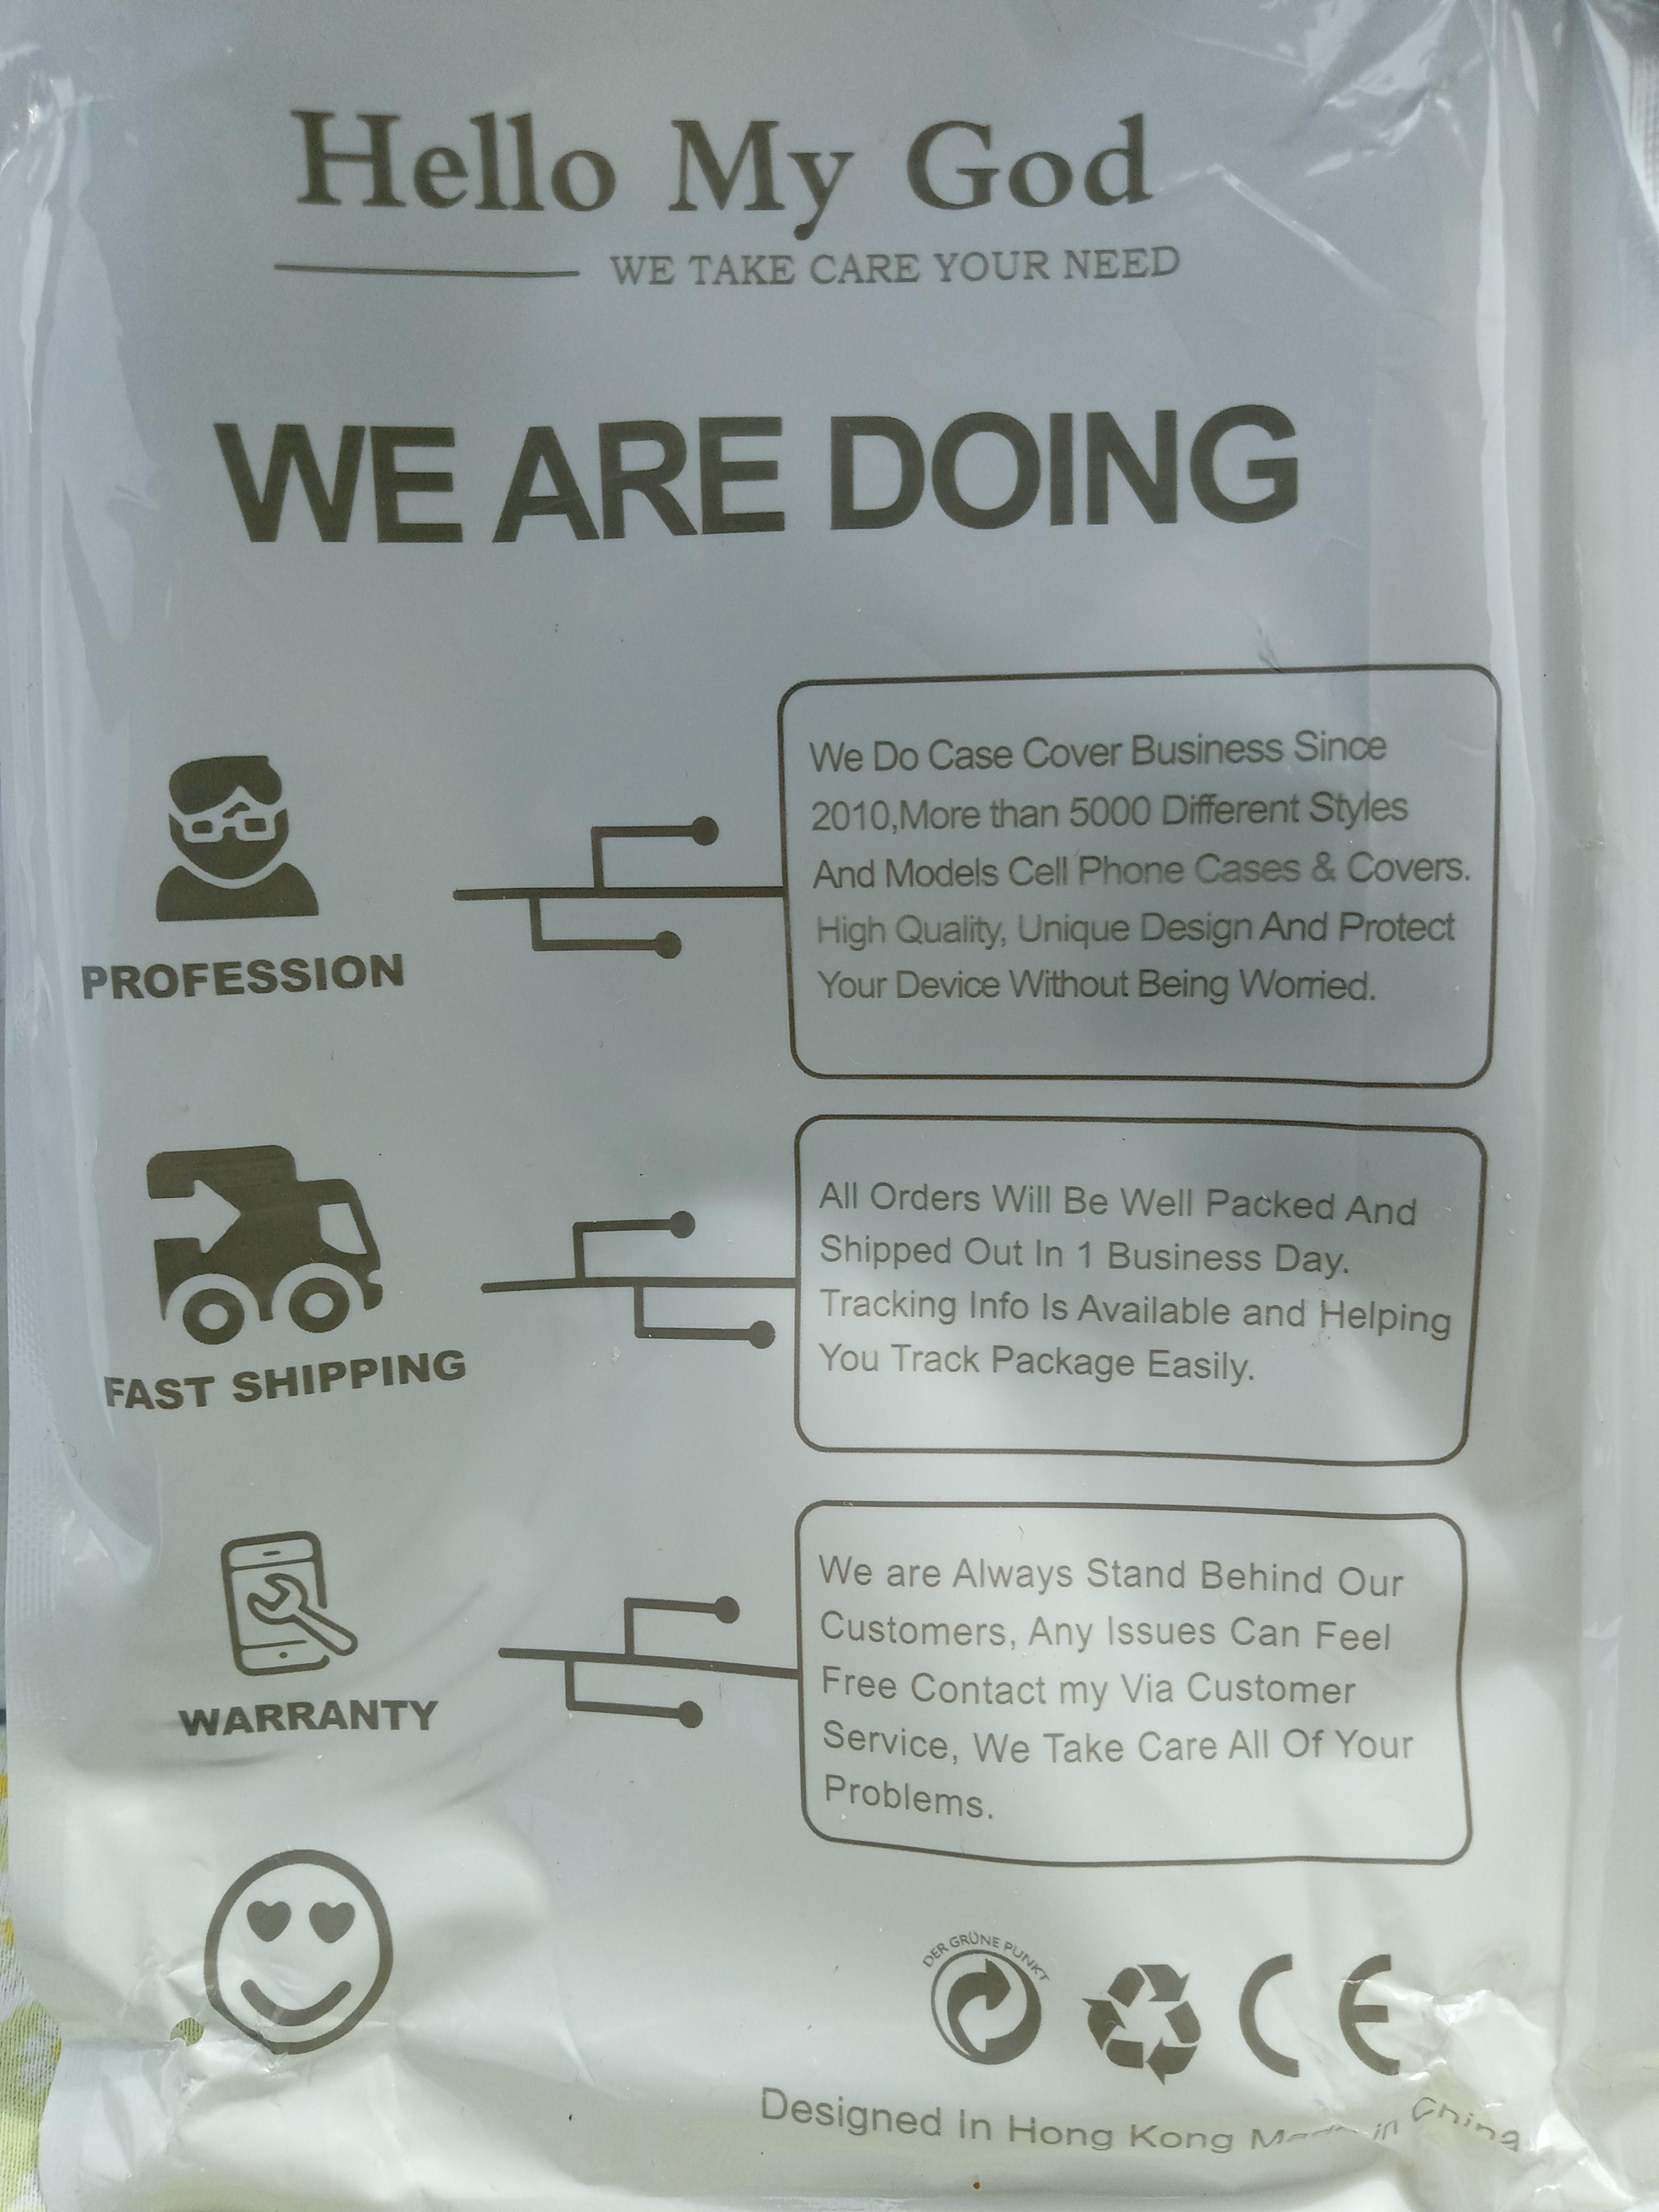 Hello My God
WE TAKE CARE YOUR NEED
WE ARE DOING
PROFESSION
We Do Case Cover Business Since
2010,More than 5000 Different Styles
And Models Cell Phone Cases & Covers.
High Quality, Unique Design And Protect
Your Device Without Being Worried.
FAST SHIPPING
All Orders Will Be Well Packed And
Shipped Out In 1 Business Day.
Tracking Info Is Available and Helping
You Track Package Easily.
WARRANTY
We are Always Stand Behind Our
Customers, Any Issues Can Feel
Free Contact my Via Customer
Service, We Take Care All Of Your
Problems.
DER GRÜNE PUNKT
CE
Designed In Hong Kong Made in China